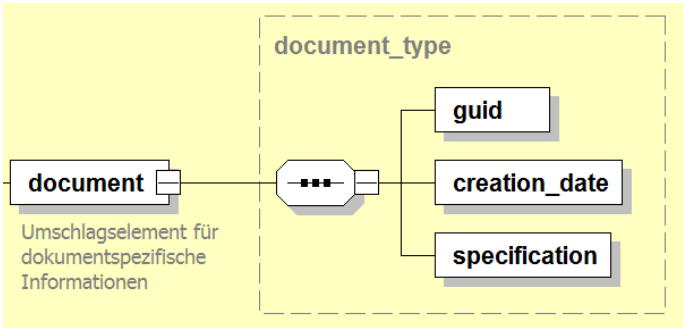 document_type
guid
document
creation_date
specification
Umschlagselement für
dokumentspezifische
Informationen